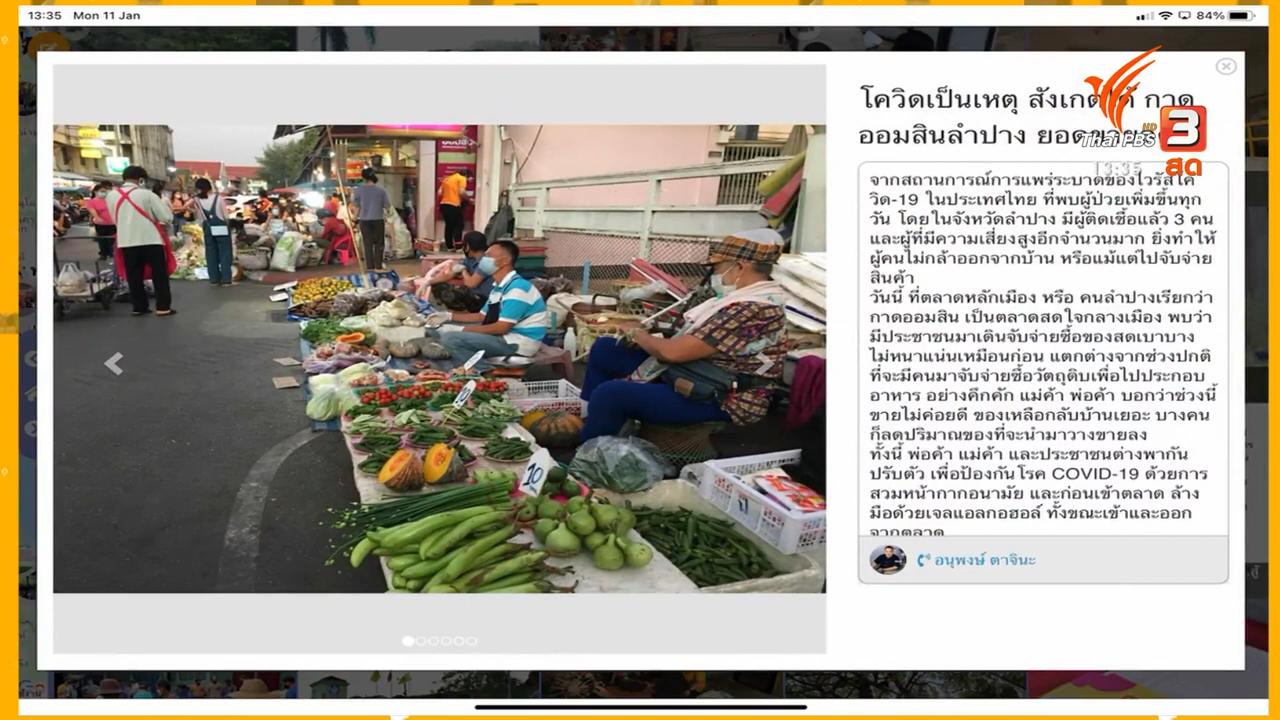 13:35 Mon 11 Jan
84%
โควิดเป็นเหตุ สังเกตได้ กาด
ออมสินลำปาง
Thai PBS HD 3
13:35
สด
จากสถานการณ์การแพร่ระบาดของไวรัสโค
วิด-19 ในประเทศไทย ที่พบผู้ป่วยเพิ่มขึ้นทุก
วัน โดยในจังหวัดลำปาง มีผู้ติดเชื้อแล้ว 3 คน
และผู้ที่มีความเสี่ยงสูงอีกจำนวนมาก ยิ่งทำให้
ผู้คนไม่กล้าออกจากบ้าน หรือแม้แต่ไปจับจ่าย
สินค้า
วันนี้ ที่ตลาดหลักเมือง หรือ คนลำปางเรียกว่า
กาดออมสิน เป็นตลาดสดใจกลางเมือง พบว่า
มีประชาชนมาเดินจับจ่ายซื้อของสดเบาบาง
ไม่หนาแน่นเหมือนก่อน แตกต่างจากช่วงปกติ
ที่จะมีคนมาจับจ่ายซื้อวัตถุดิบเพื่อไปประกอบ
อาหาร อย่างคึกคัก แม่ค้า พ่อค้า บอกว่าช่วงนี้
ขายไม่ค่อยดี ของเหลือกลับบ้านเยอะ บางคน
ก็ลดปริมาณของที่จะนำมาวางขายลง
ทั้งนี้ พ่อค้า แม่ค้า และประชาชนต่างพากัน
ปรับตัว เพื่อป้องกันโรค COVID-19 ด้วยการ
สวมหน้ากากอนามัย และก่อนเข้าตลาด ล้าง
มือด้วยเจลแอลกอฮอล์ ทั้งขณะเข้าและออก
จากตลาด
อนุพงษ์ ตาจินะ
10